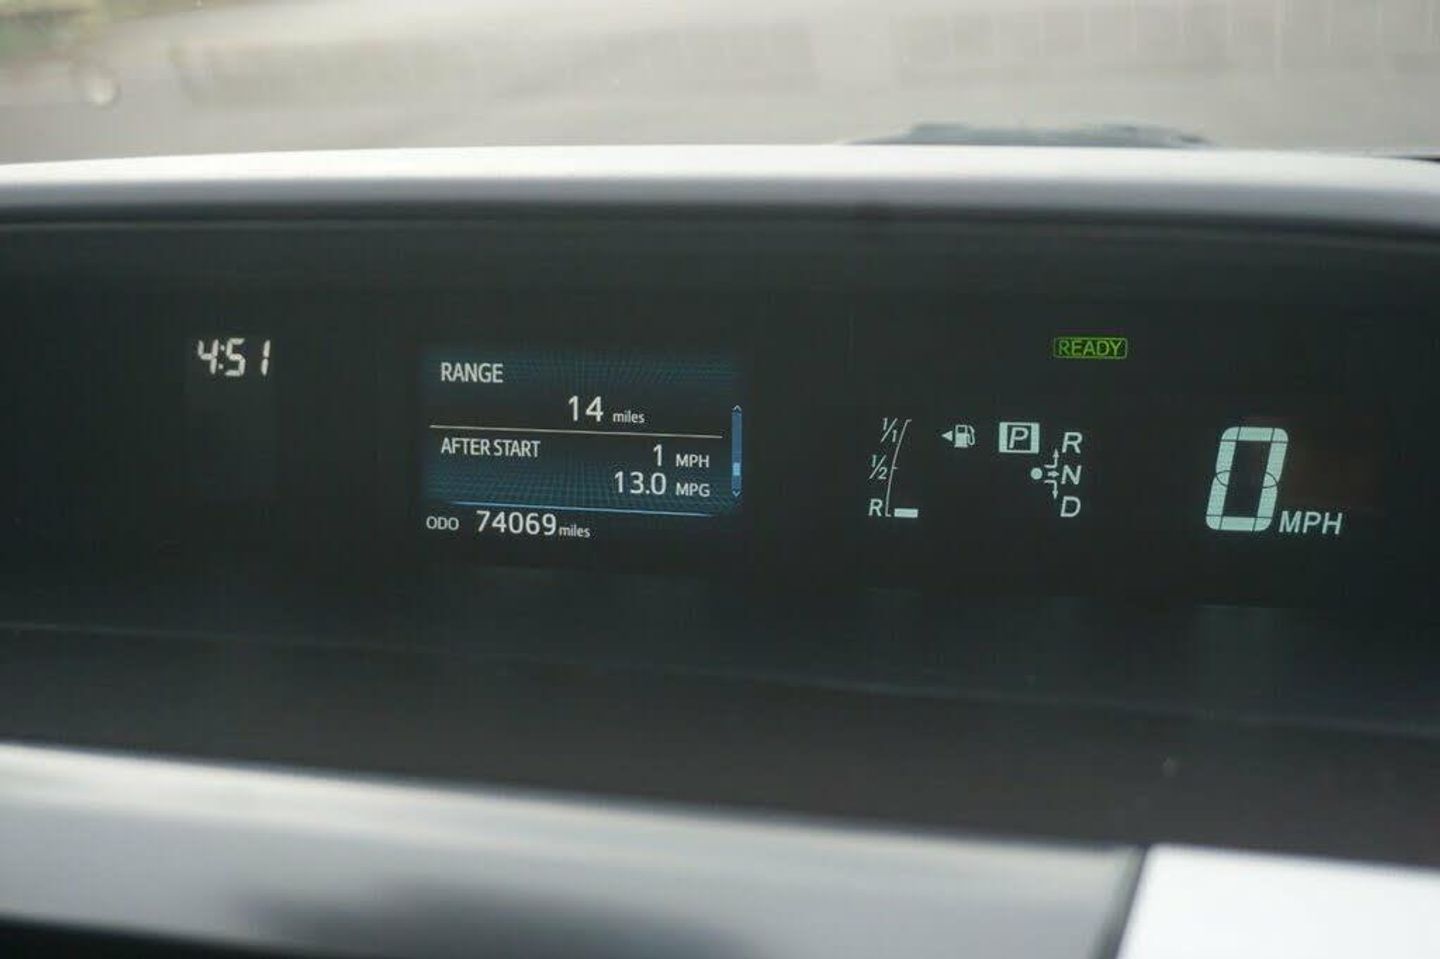 4:51
RANGE
14 miles
AFTER START
1 MPH
13.0 MPG
ODO 74069 miles
READY
1/1
1/2
R
P
R
N
D
0 MPH